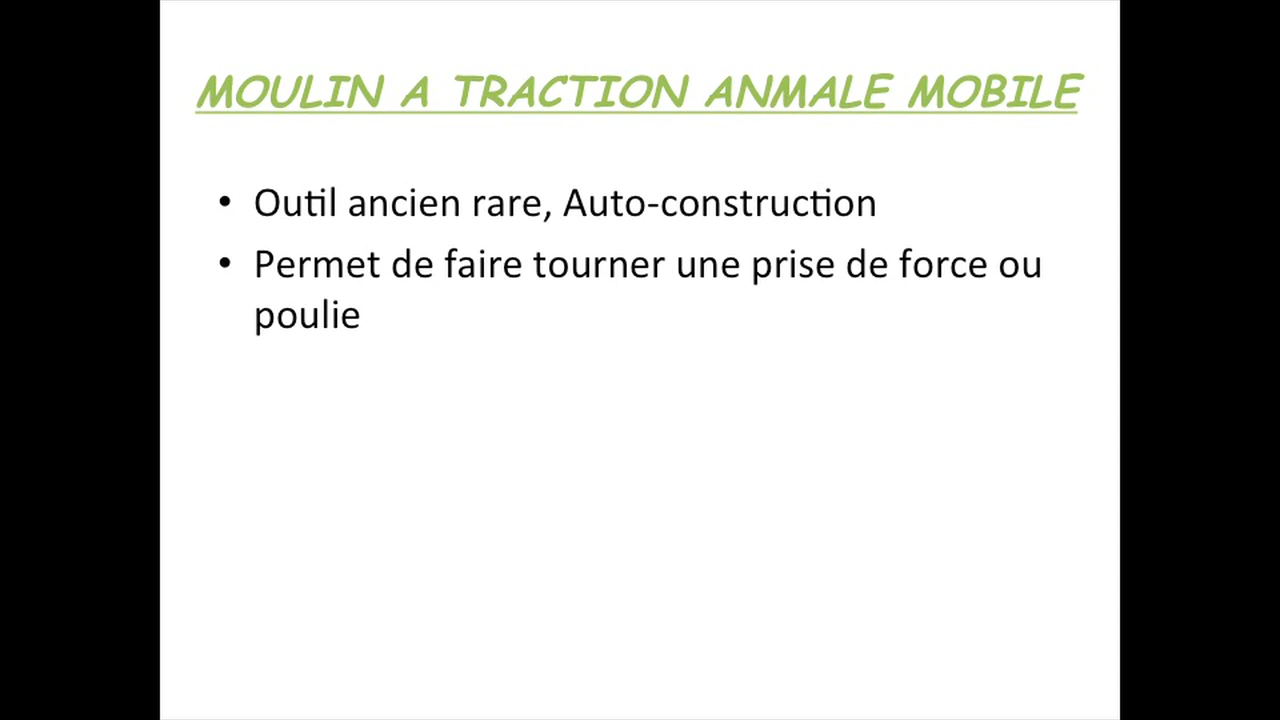 MOULIN A TRACTION ANMALE MOBILE
• Outil ancien rare, Auto-construction
• Permet de faire tourner une prise de force ou
poulie